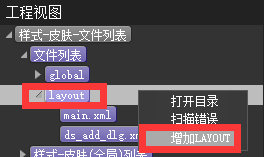 工程视图
样式-皮肤-文件列表
文件列表
global
layout
打开目录
扫描错误
增加LAYOUT
main.xml
ds_add_dlg.xml
样式-皮肤(全局)列表